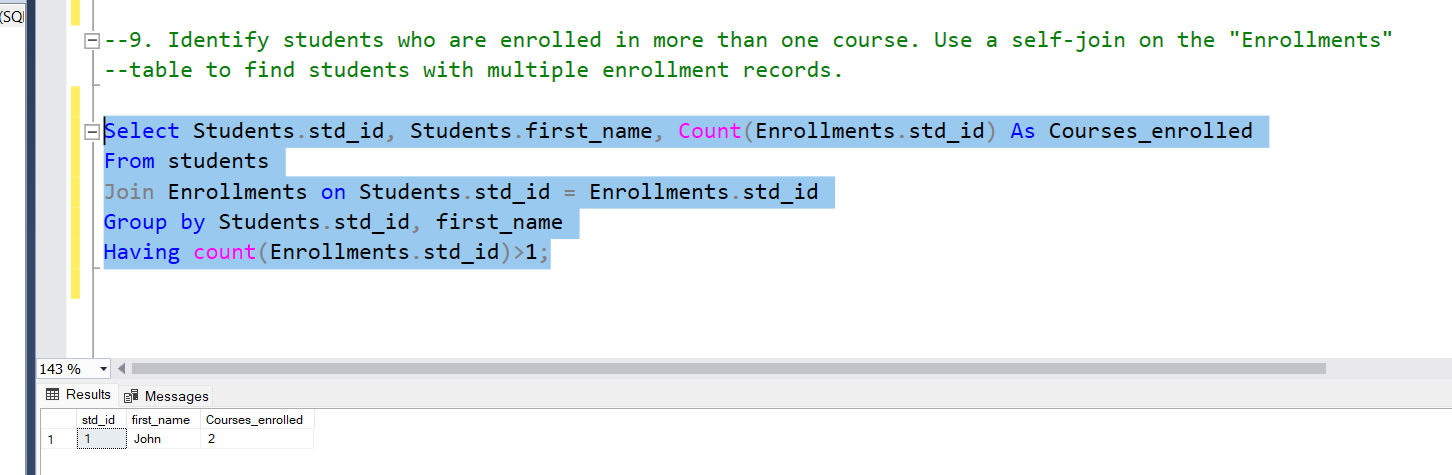 (SQ
--9. Identify students who are enrolled in more than one course. Use a self-join on the "Enrollments"
--table to find students with multiple enrollment records.
Select Students.std_id, Students.first_name, Count(Enrollments.std_id) As Courses_enrolled
From students
Join Enrollments on Students.std_id = Enrollments.std_id
Group by Students.std_id, first_name
Having count(Enrollments.std_id)>1;
143 %
Results Messages
std_id first_name Courses_enrolled
1 1 John 2